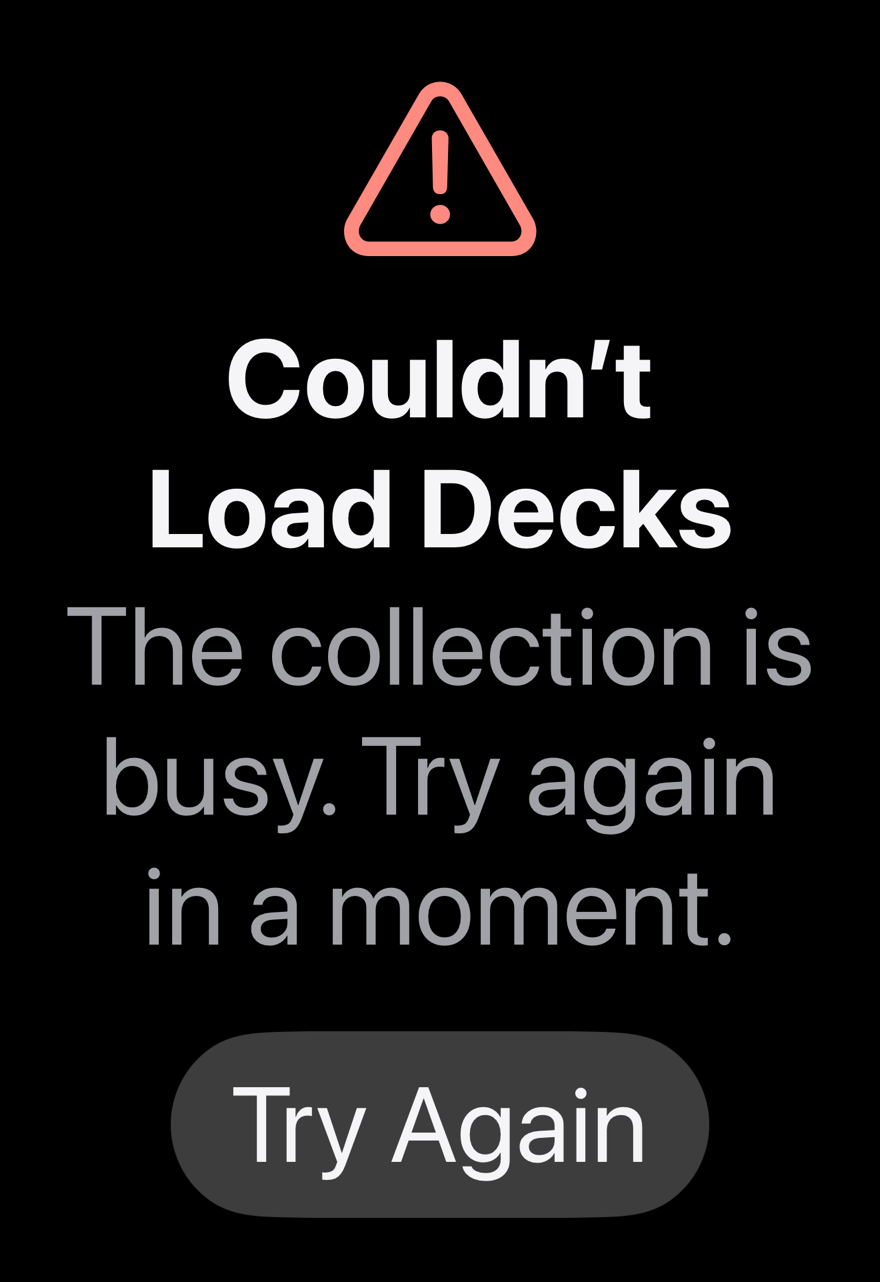 Couldn’t
Load Decks
The collection is
busy. Try again
in a moment.
Try Again